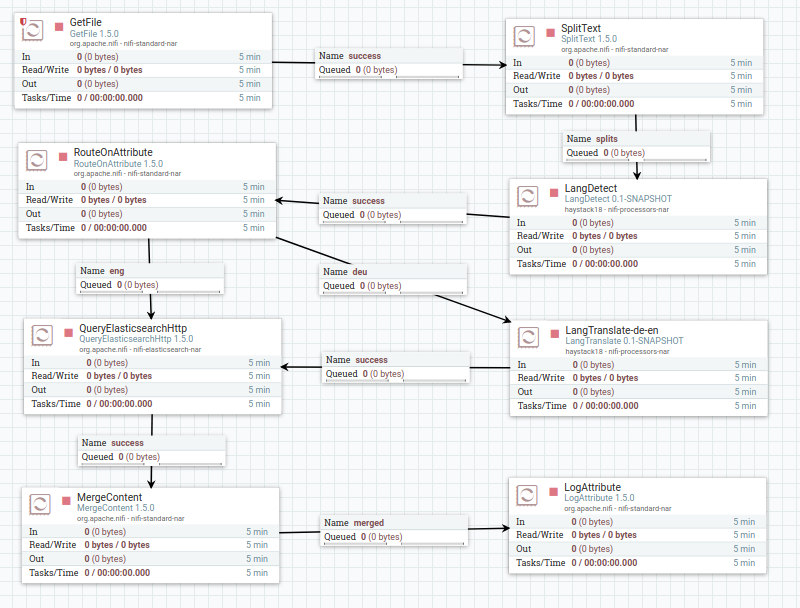 GetFile
GetFile 1.5.0
org.apache.nifi - nifi-standard-nar
In 0 (0 bytes) 5 min
Read/Write 0 bytes / 0 bytes 5 min
Out 0 (0 bytes) 5 min
Tasks/Time 0 / 00:00:00.000 5 min
Name success
Queued 0 (0 bytes)
SplitText
SplitText 1.5.0
org.apache.nifi - nifi-standard-nar
In 0 (0 bytes) 5 min
Read/Write 0 bytes / 0 bytes 5 min
Out 0 (0 bytes) 5 min
Tasks/Time 0 / 00:00:00.000 5 min
Name splits
Queued 0 (0 bytes)
RouteOnAttribute
RouteOnAttribute 1.5.0
org.apache.nifi - nifi-standard-nar
In 0 (0 bytes) 5 min
Read/Write 0 bytes / 0 bytes 5 min
Out 0 (0 bytes) 5 min
Tasks/Time 0 / 00:00:00.000 5 min
Name success
Queued 0 (0 bytes)
LangDetect
LangDetect 0.1-SNAPSHOT
haystack18 - nifi-processors-nar
In 0 (0 bytes) 5 min
Read/Write 0 bytes / 0 bytes 5 min
Out 0 (0 bytes) 5 min
Tasks/Time 0 / 00:00:00.000 5 min
Name eng
Queued 0 (0 bytes)
Name deu
Queued 0 (0 bytes)
QueryElasticsearchHttp
QueryElasticsearchHttp 1.5.0
org.apache.nifi - nifi-elasticsearch-nar
In 0 (0 bytes) 5 min
Read/Write 0 bytes / 0 bytes 5 min
Out 0 (0 bytes) 5 min
Tasks/Time 0 / 00:00:00.000 5 min
Name success
Queued 0 (0 bytes)
LangTranslate-de-en
LangTranslate 0.1-SNAPSHOT
haystack18 - nifi-processors-nar
In 0 (0 bytes) 5 min
Read/Write 0 bytes / 0 bytes 5 min
Out 0 (0 bytes) 5 min
Tasks/Time 0 / 00:00:00.000 5 min
Name success
Queued 0 (0 bytes)
MergeContent
MergeContent 1.5.0
org.apache.nifi - nifi-standard-nar
In 0 (0 bytes) 5 min
Read/Write 0 bytes / 0 bytes 5 min
Out 0 (0 bytes) 5 min
Tasks/Time 0 / 00:00:00.000 5 min
Name merged
Queued 0 (0 bytes)
LogAttribute
LogAttribute 1.5.0
org.apache.nifi - nifi-standard-nar
In 0 (0 bytes) 5 min
Read/Write 0 bytes / 0 bytes 5 min
Out 0 (0 bytes) 5 min
Tasks/Time 0 / 00:00:00.000 5 min